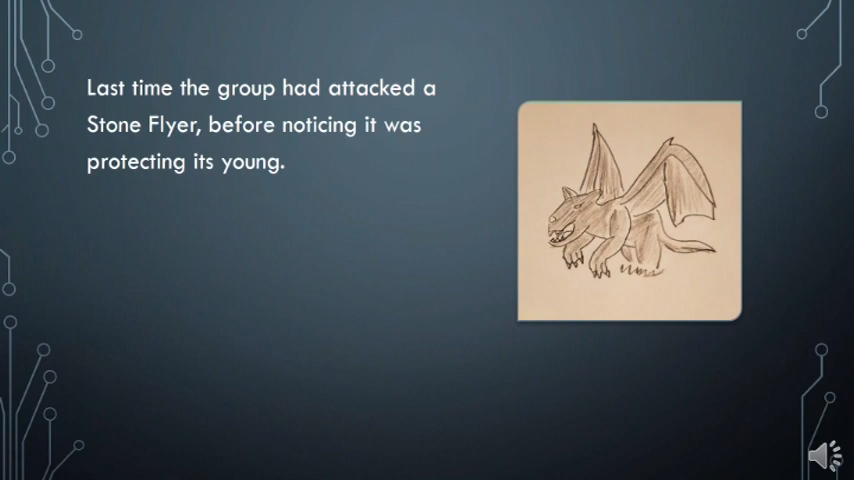 Last time the group had attacked a
Stone Flyer, before noticing it was
protecting its young.